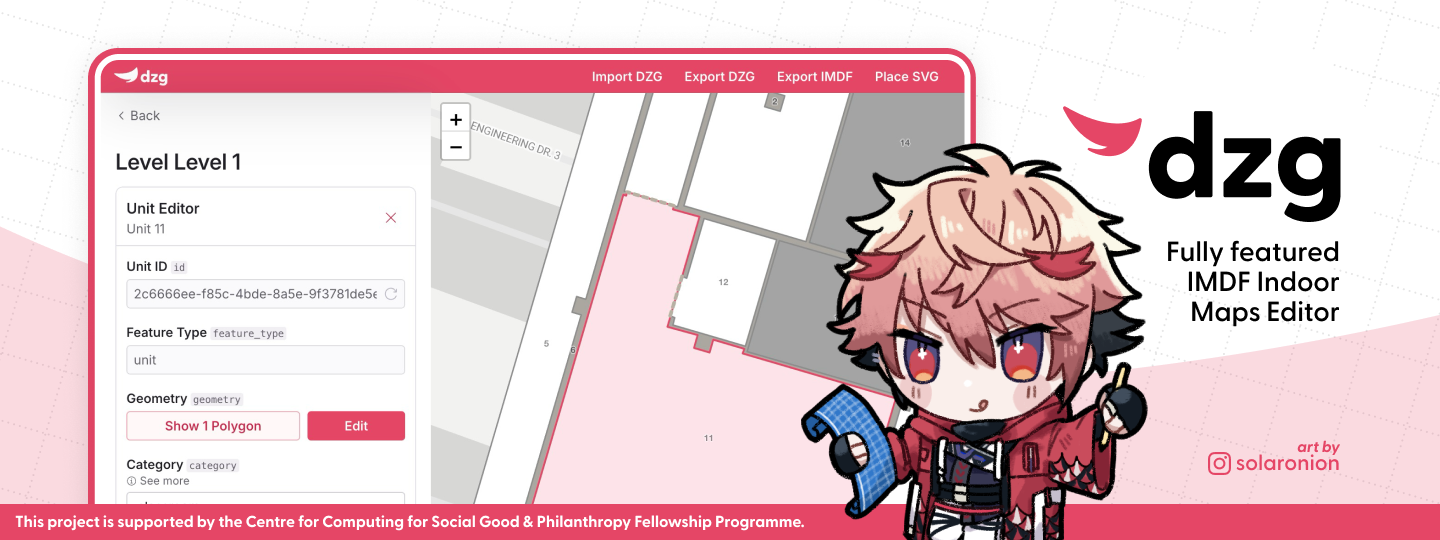 dzg
Import DZG Export DZG Export IMDF Place SVG
Back
Level Level 1
Unit Editor
Unit 11
Unit ID id
2c6666ee-f85c-4bde-8a5e-9f3781de5e
Feature Type feature_type
unit
Geometry geometry
Show 1 Polygon Edit
Category category
See more
+
−
ENGINEERING DR. 3
2
14
12
5
6
11
dzg
Fully featured
IMDF Indoor
Maps Editor
art by
solaronion
This project is supported by the Centre for Computing for Social Good & Philanthropy Fellowship Programme.